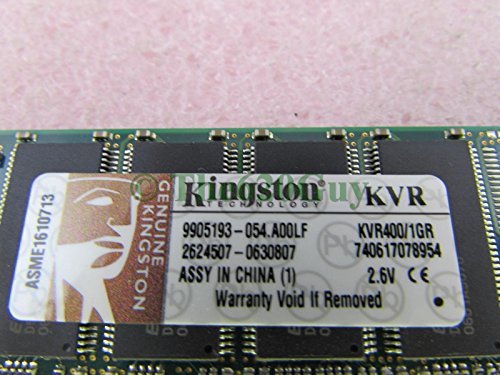 ASME1610713
GENUINE
KINGSTON
Kingston
TECHNOLOGY
KVR
9905193-054.A00LF
KVR400/1GR
2624507-0630807
740617078954
ASSY IN CHINA (1)
2.6V CE
Warranty Void If Removed